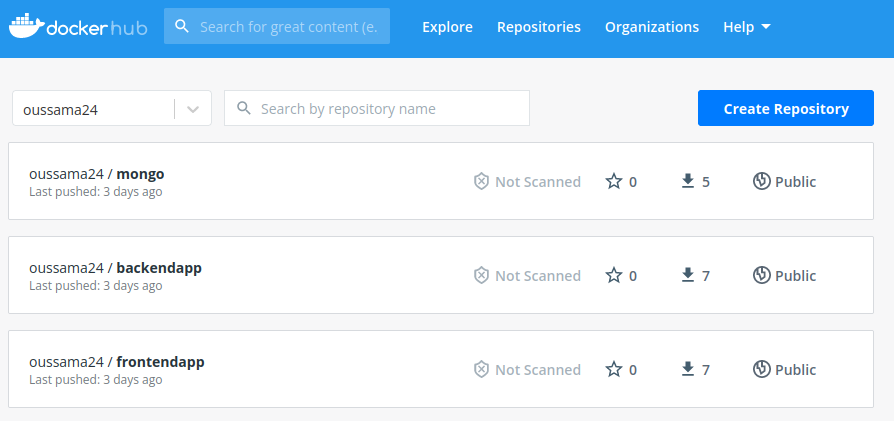 dockerhub
Search for great content (e.
Explore
Repositories
Organizations
Help
oussama24
Search by repository name
Create Repository
oussama24 / mongo
Last pushed: 3 days ago
Not Scanned
0
5
Public
oussama24 / backendapp
Last pushed: 3 days ago
Not Scanned
0
7
Public
oussama24 / frontendapp
Last pushed: 3 days ago
Not Scanned
0
7
Public